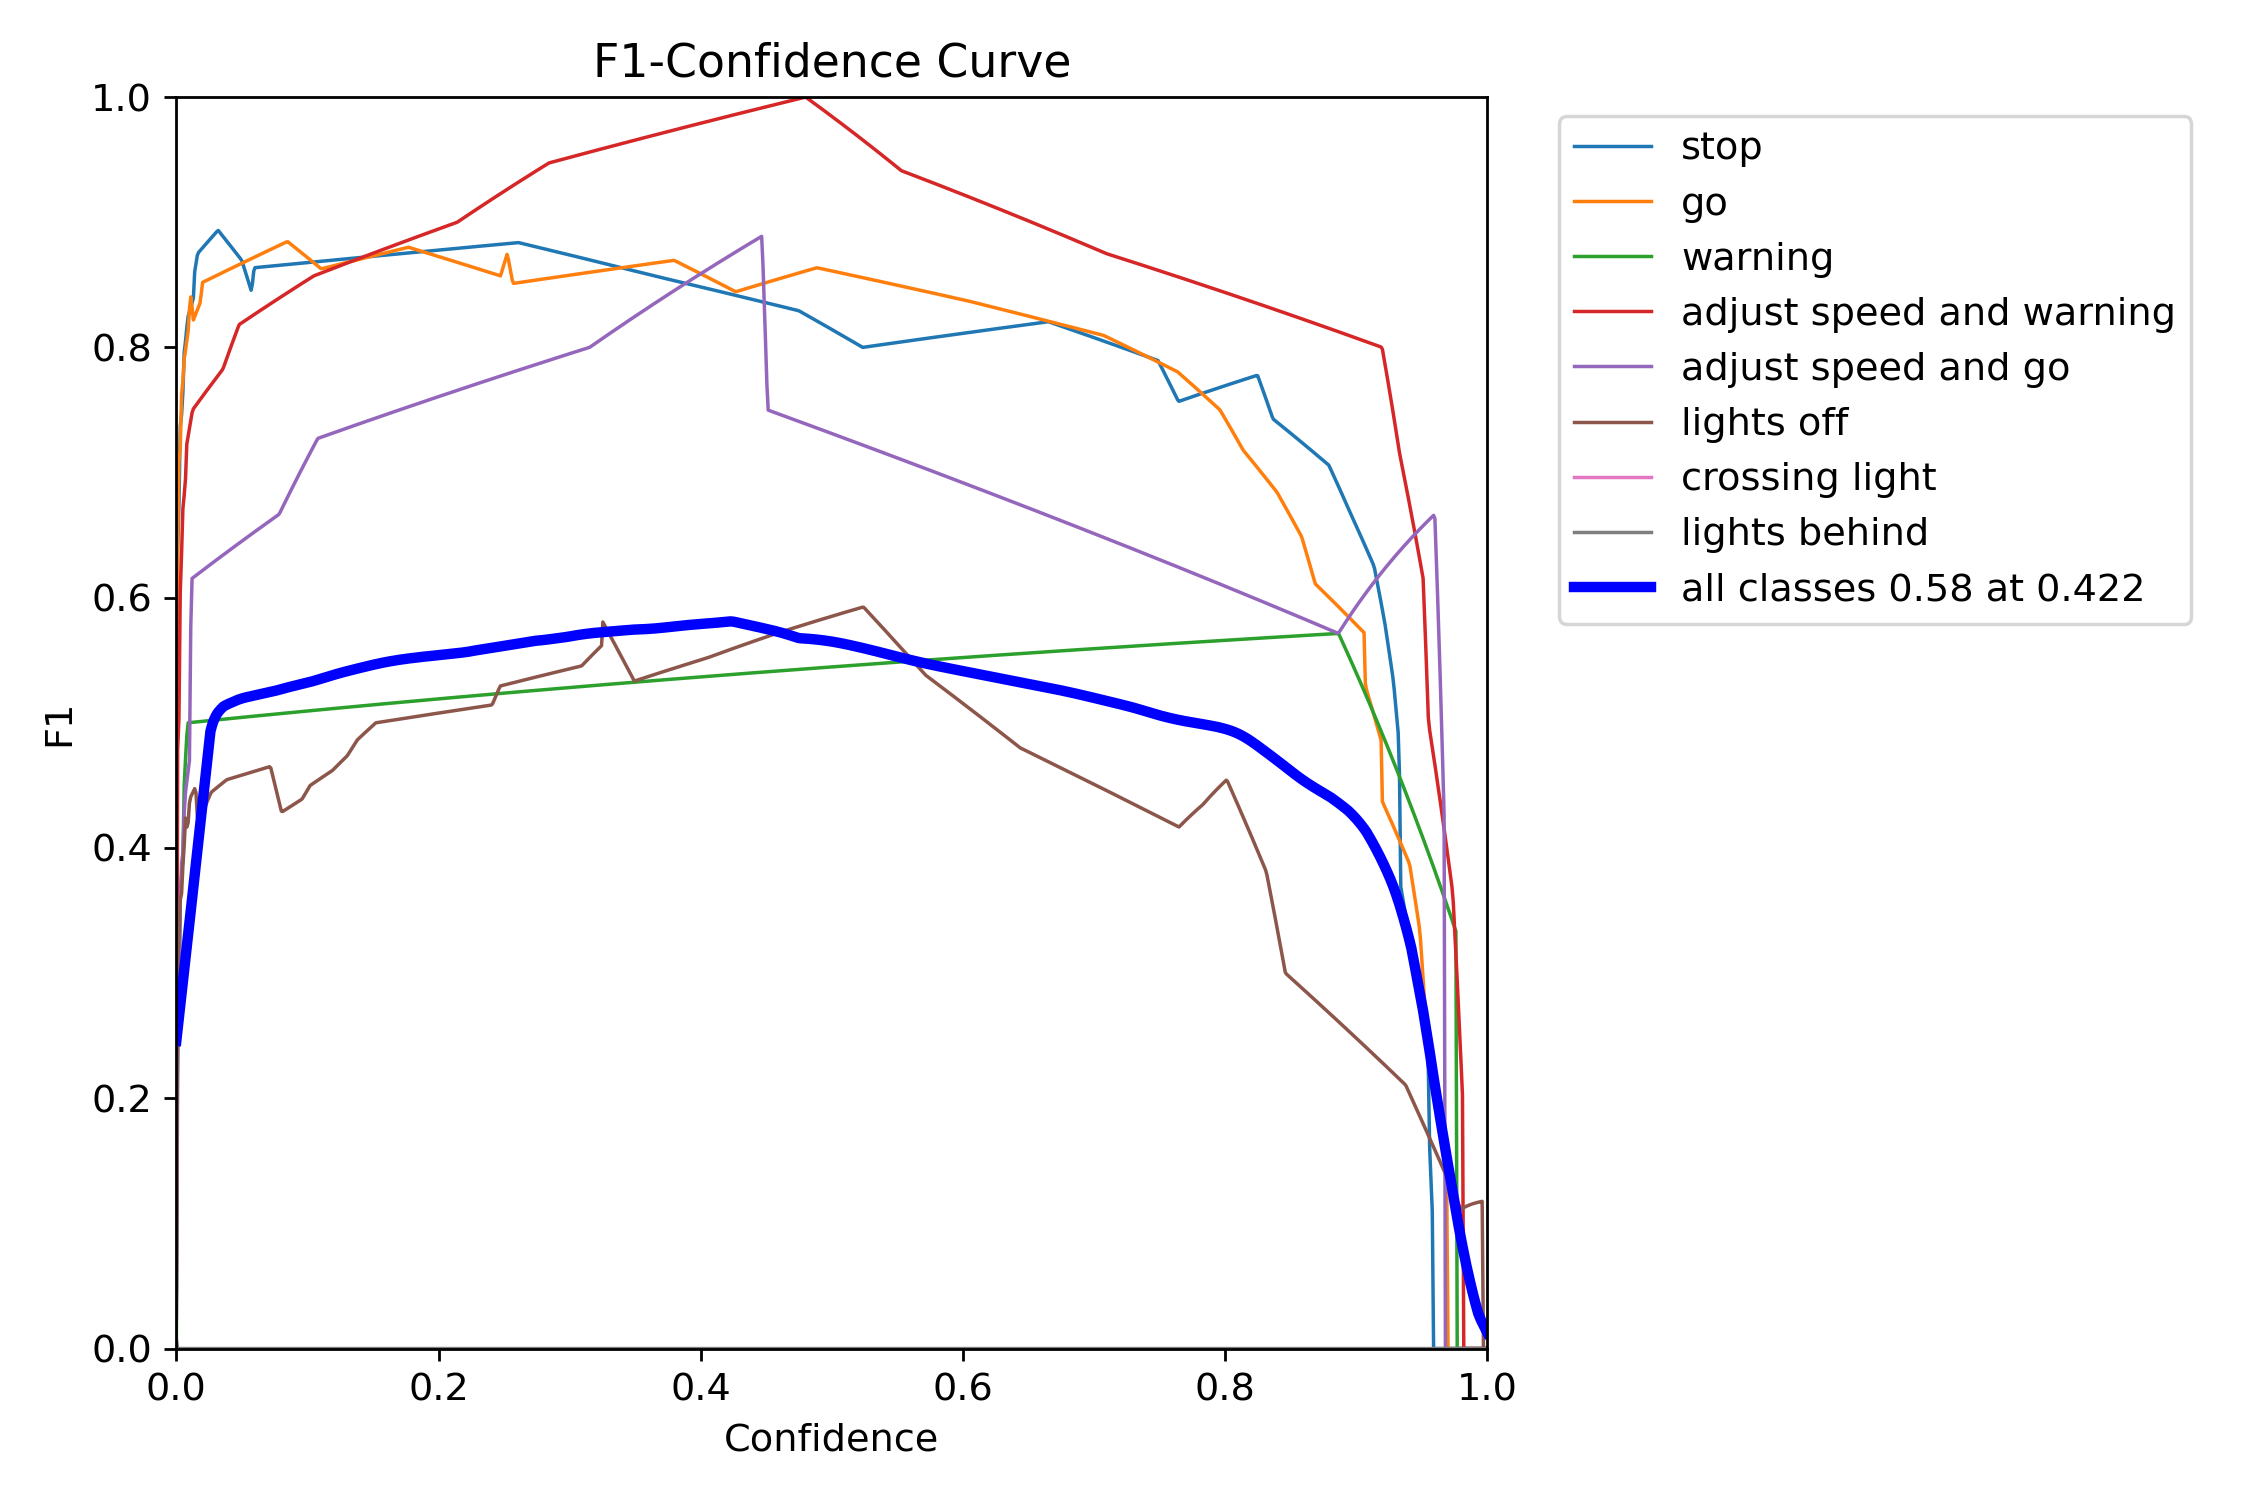 F1-Confidence Curve
1.0
0.8
0.6
0.4
0.2
0.0
F1
0.0 0.2 0.4 0.6 0.8 1.0
Confidence
stop
go
warning
adjust speed and warning
adjust speed and go
lights off
crossing light
lights behind
all classes 0.58 at 0.422